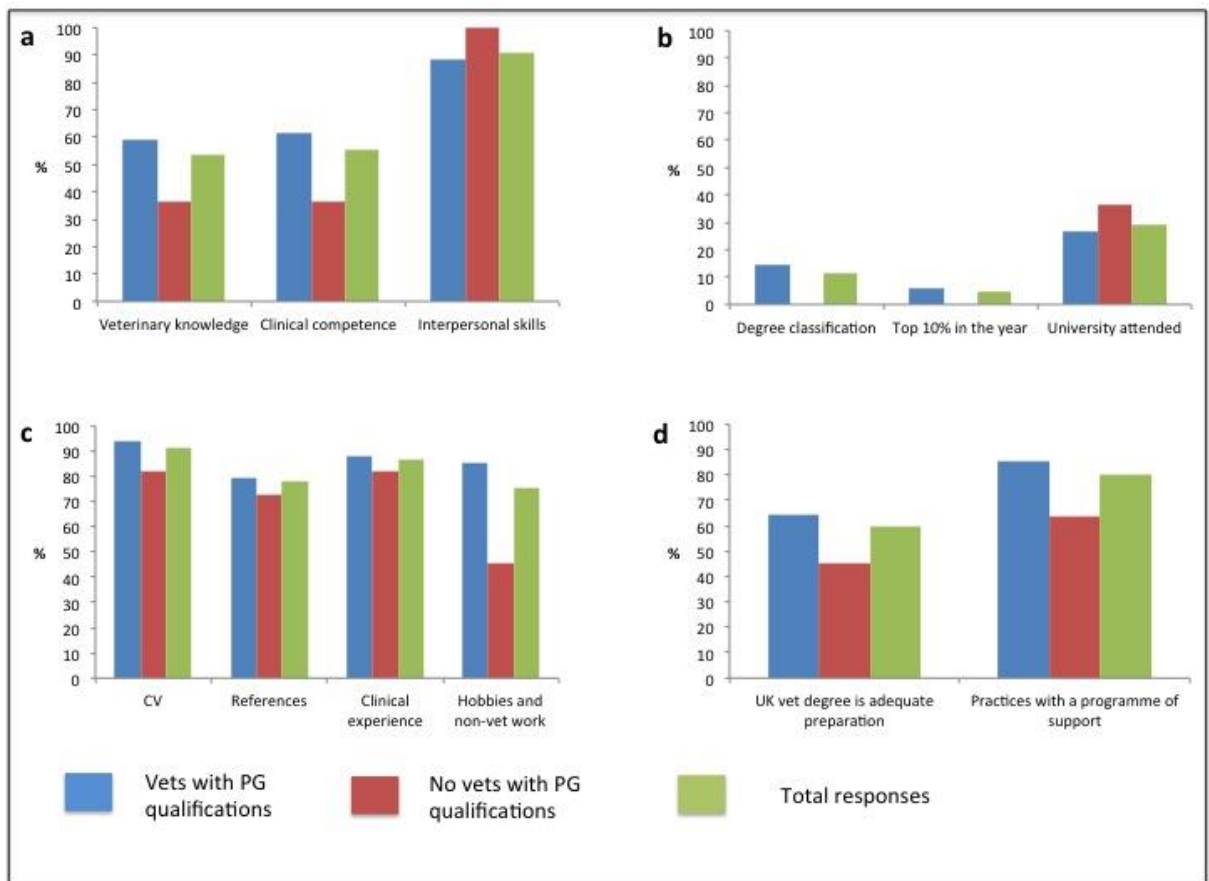 a
100
90
80
70
60
50
40
30
20
10
0
%
Veterinary knowledge
Clinical competence
Interpersonal skills
b
100
90
80
70
60
50
40
30
20
10
0
%
Degree classification
Top 10% in the year
University attended
c
100
90
80
70
60
50
40
30
20
10
0
%
CV
References
Clinical
experience
Hobbies and
non-vet work
d
100
90
80
70
60
50
40
30
20
10
0
%
UK vet degree is adequate
preparation
Practices with a programme of
support
Vets with PG
qualifications
No vets with PG
qualifications
Total responses